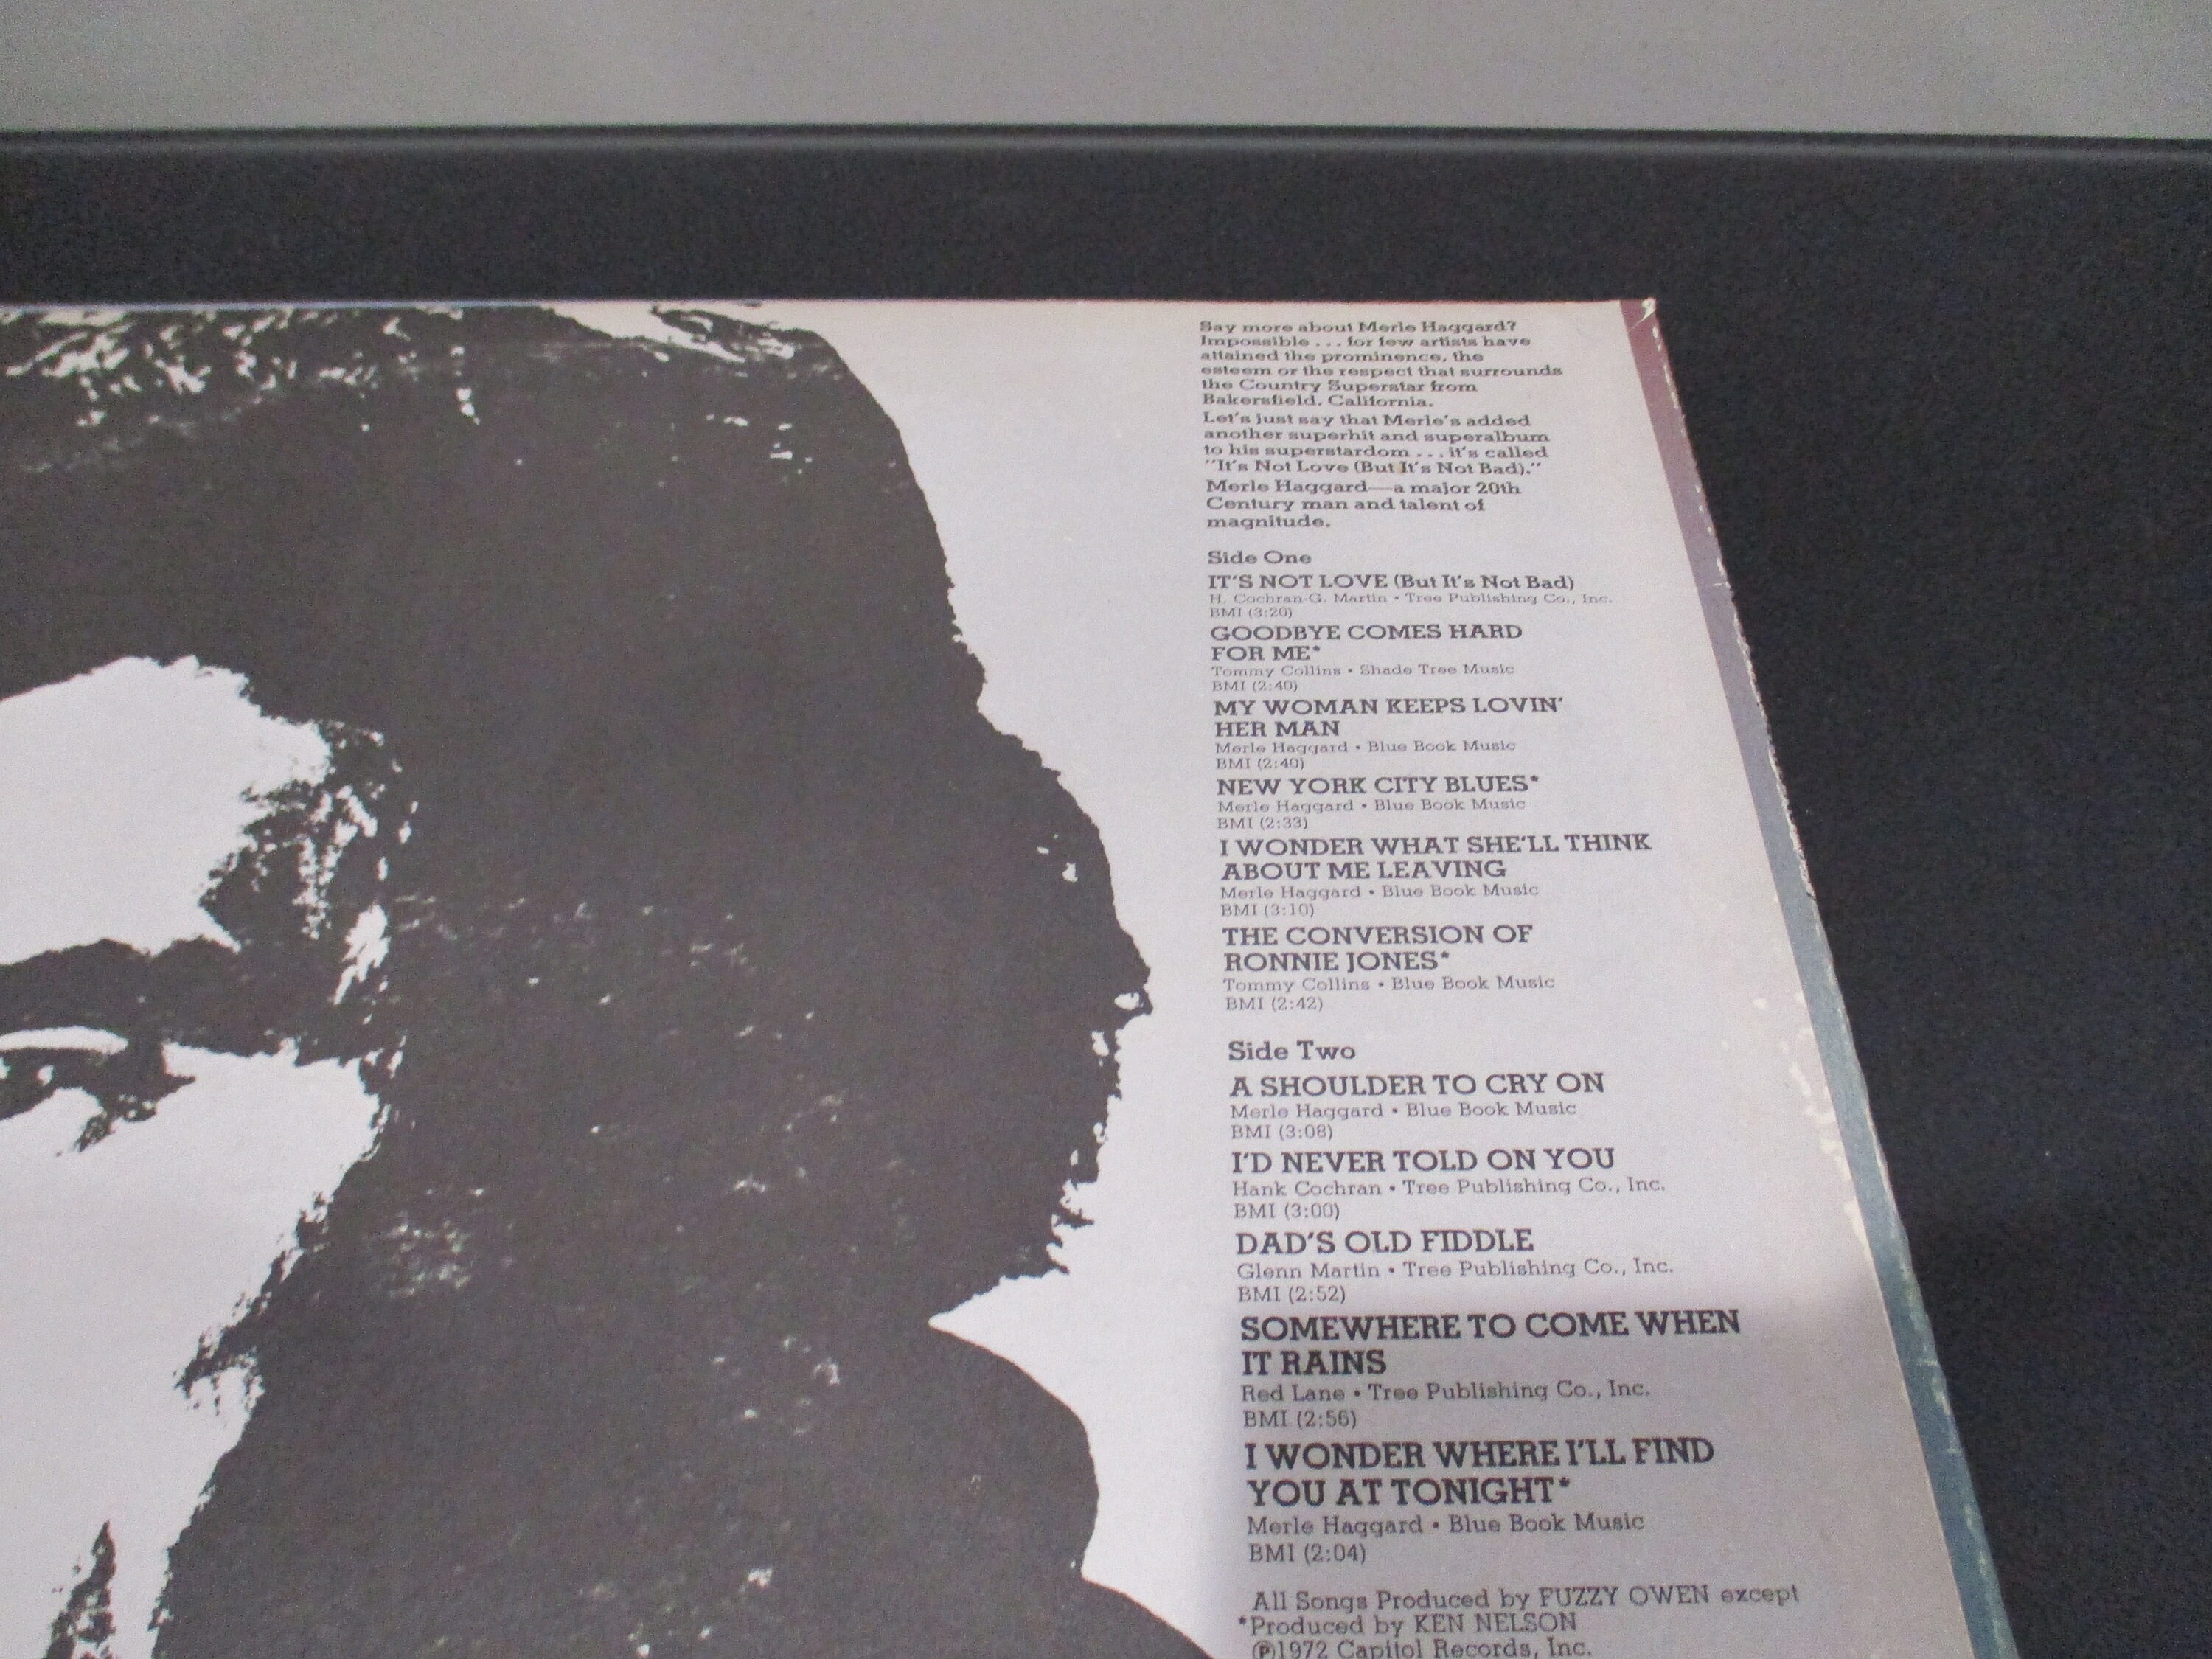 Say more about Merle Haggard?
Impossible . . . for few artists have
attained the prominence, the
esteem or the respect that surrounds
the Country Superstar from
Bakersfield, California.
Let's just say that Merle's added
another superhit and superalbum
to his superstardom . . . it's called
"It's Not Love (But It's Not Bad)."
Merle Haggard—a major 20th
Century man and talent of
magnitude.
Side One
IT'S NOT LOVE (But It's Not Bad)
H. Cochran-G. Martin • Tree Publishing Co., Inc.
BMI (3:20)
GOODBYE COMES HARD
FOR ME*
Tommy Collins • Shade Tree Music
BMI (2:40)
MY WOMAN KEEPS LOVIN'
HER MAN
Merle Haggard • Blue Book Music
BMI (2:40)
NEW YORK CITY BLUES*
Merle Haggard • Blue Book Music
BMI (2:33)
I WONDER WHAT SHE'LL THINK
ABOUT ME LEAVING
Merle Haggard • Blue Book Music
BMI (3:10)
THE CONVERSION OF
RONNIE JONES*
Tommy Collins • Blue Book Music
BMI (2:42)
Side Two
A SHOULDER TO CRY ON
Merle Haggard • Blue Book Music
BMI (3:08)
I'D NEVER TOLD ON YOU
Hank Cochran • Tree Publishing Co., Inc.
BMI (3:00)
DAD'S OLD FIDDLE
Glenn Martin • Tree Publishing Co., Inc.
BMI (2:52)
SOMEWHERE TO COME WHEN
IT RAINS
Red Lane • Tree Publishing Co., Inc.
BMI (2:56)
I WONDER WHERE I'LL FIND
YOU AT TONIGHT*
Merle Haggard • Blue Book Music
BMI (2:04)
All Songs Produced by FUZZY OWEN except
*Produced by KEN NELSON
℗1972 Capitol Records, Inc.